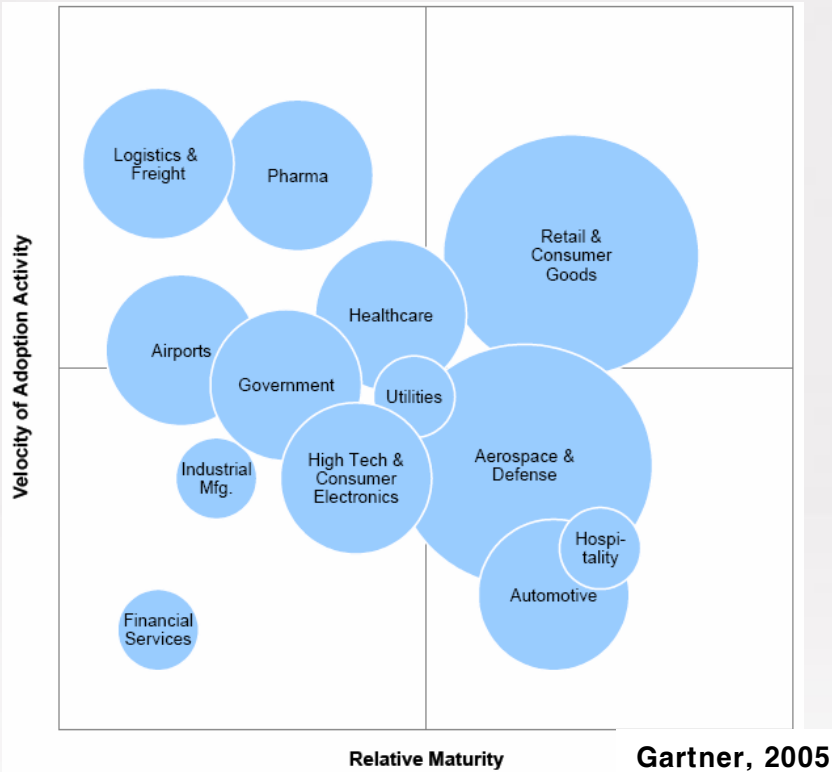 Logistics &
Freight
Pharma
Retail &
Consumer
Goods
Healthcare
Airports
Government
Utilities
Industrial
Mfg.
High Tech &
Consumer
Electronics
Aerospace &
Defense
Hospi-
tality
Automotive
Financial
Services
Velocity of Adoption Activity
Relative Maturity
Gartner, 2005